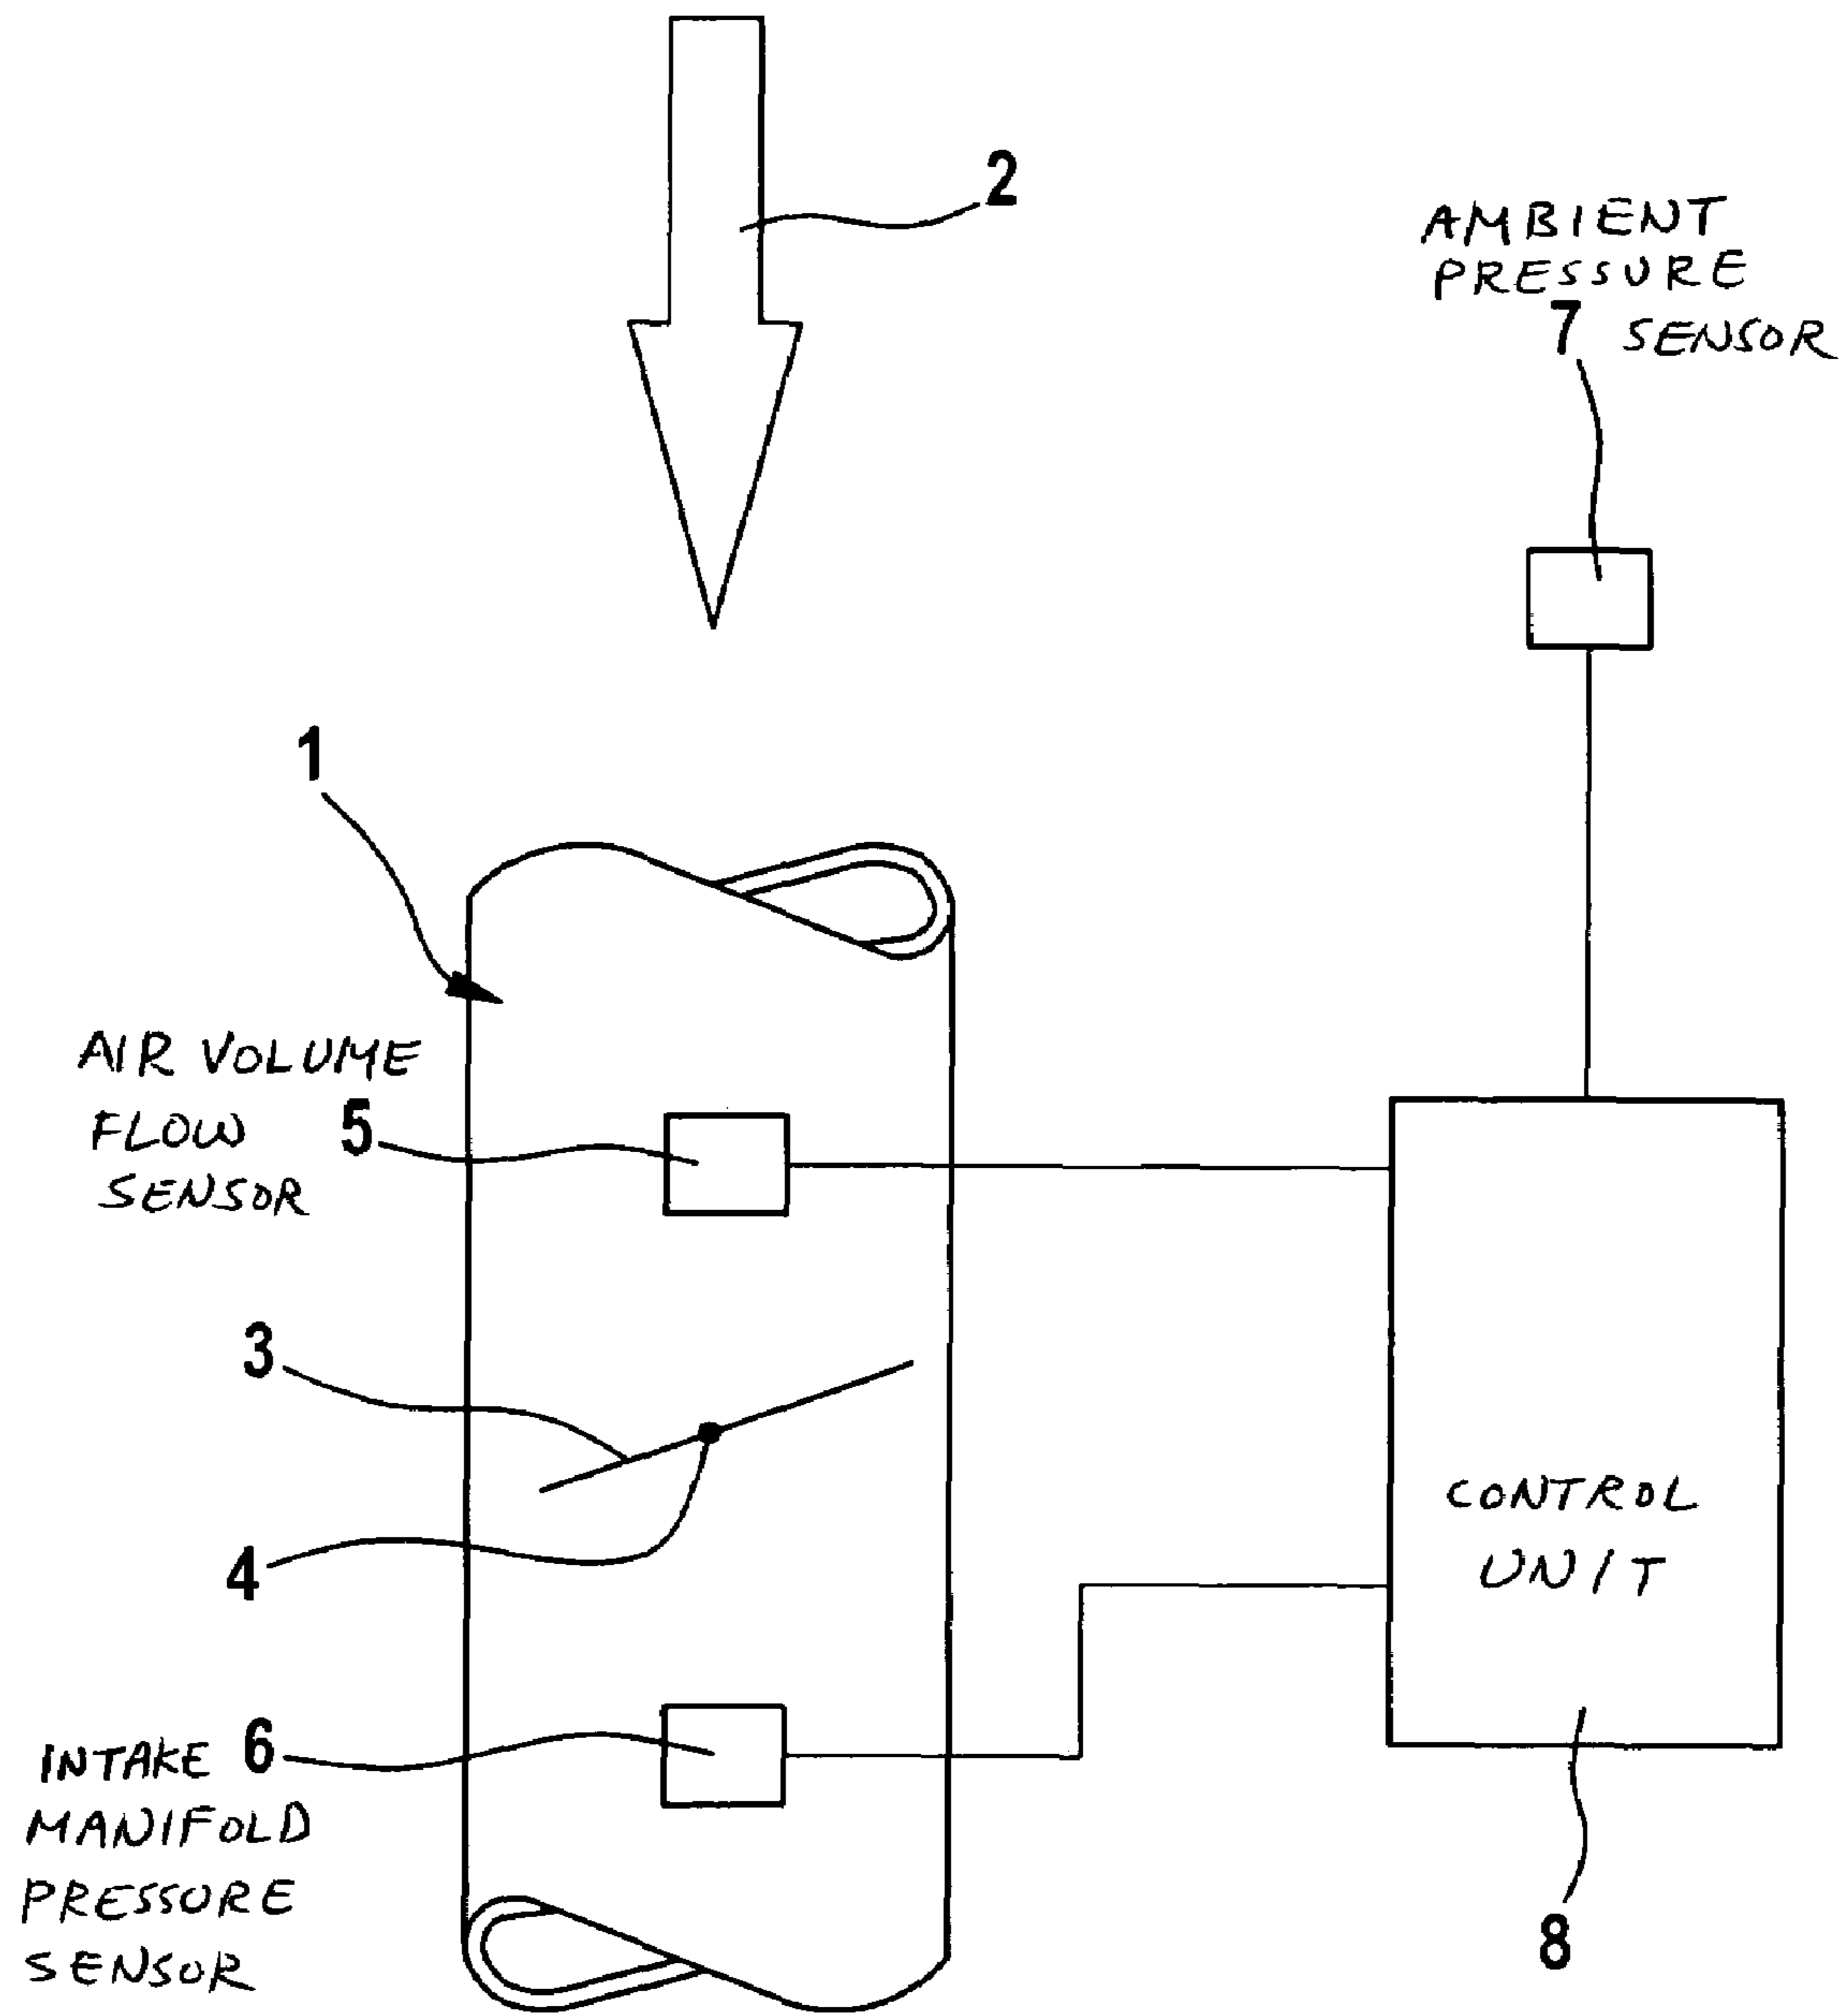 2
AMBIENT
PRESSURE
7 SENSOR
1
AIR VOLUME
FLOW 5
SENSOR
3
4
CONTROL
UNIT
INTAKE 6
MANIFOLD
PRESSURE
SENSOR
8